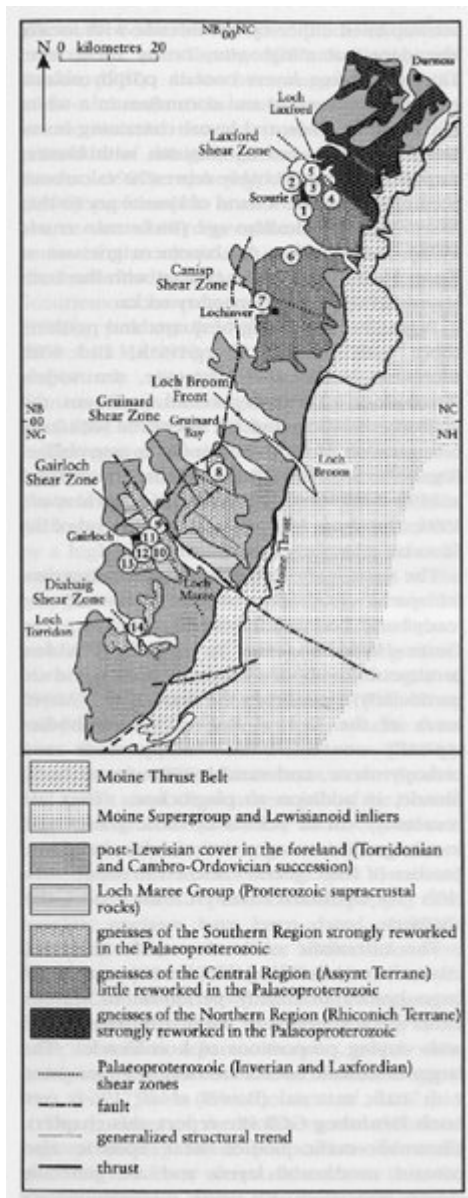 NB NC
00
N 0 kilometres 20
Durness
Loch
Laxford
Laxford
Shear Zone
5
2
3
4
Scourie
1
6
Canisp
Shear Zone
7
Lochinver
Loch Broom
Front
Gruinard
Shear Zone
Gruinard
Bay
NB
00
NG
NC
NH
Loch
Broom
8
Gairloch
Shear Zone
9
Gairloch
11
12 10
13
Moine Thrust
Loch
Maree
Diabaig
Shear Zone
Loch
Torridon
14
Moine Thrust Belt
Moine Supergroup and Lewisianoid inliers
post-Lewisian cover in the foreland (Torridonian
and Cambro-Ordovician succession)
Loch Maree Group (Proterozoic supracrustal
rocks)
gneisses of the Southern Region strongly reworked
in the Palaeoproterozoic
gneisses of the Central Region (Assynt Terrane)
little reworked in the Palaeoproterozoic
gneisses of the Northern Region (Rhiconich Terrane)
strongly reworked in the Palaeoproterozoic
Palaeoproterozoic (Inverian and Laxfordian)
shear zones
fault
generalized structural trend
thrust